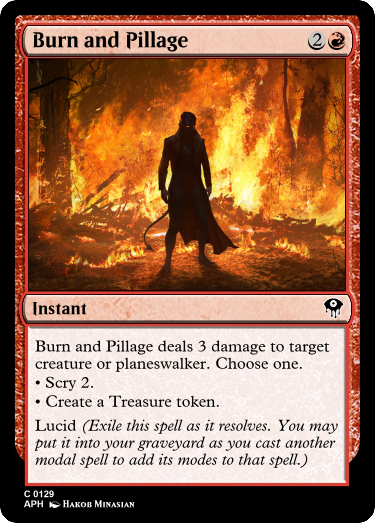 Burn and Pillage 2
Instant
Burn and Pillage deals 3 damage to target
creature or planeswalker. Choose one.
• Scry 2.
• Create a Treasure token.
Lucid (Exile this spell as it resolves. You may
put it into your graveyard as you cast another
modal spell to add its modes to that spell.)
C 0129
APH Hakob Minasian